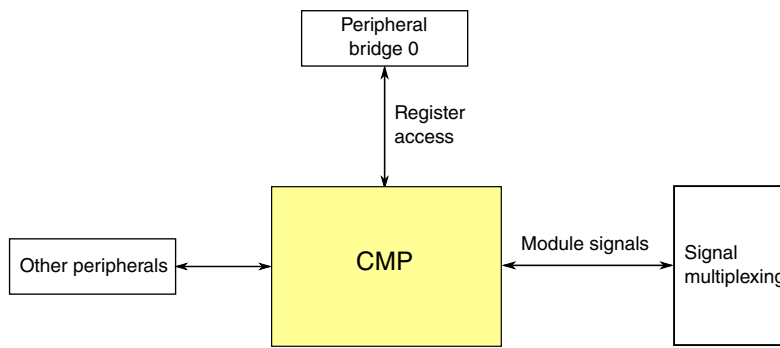 Peripheral
bridge 0
Register
access
CMP
Other peripherals
Module signals
Signal
multiplexing